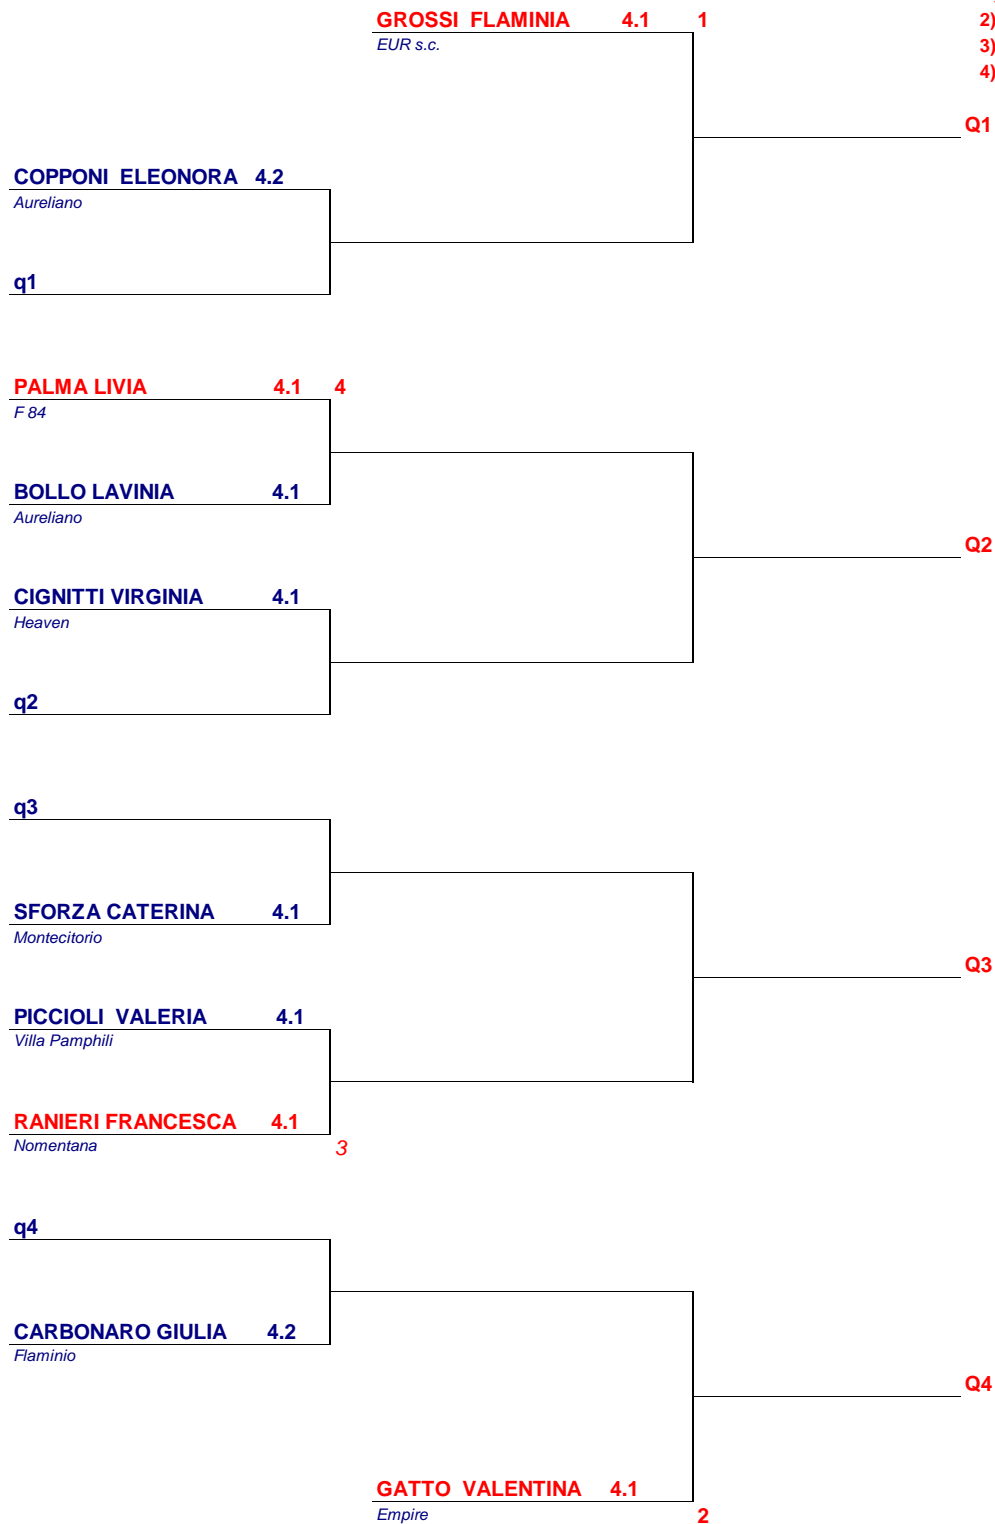 GROSSI FLAMINIA 4.1 1
2)
EUR s.c.
3)
4)
Q1
COPPONI ELEONORA 4.2
Aureliano
q1
PALMA LIVIA 4.1 4
F 84
BOLLO LAVINIA 4.1
Aureliano
Q2
CIGNITTI VIRGINIA 4.1
Heaven
q2
q3
SFORZA CATERINA 4.1
Montecitorio
Q3
PICCIOLI VALERIA 4.1
Villa Pamphili
RANIERI FRANCESCA 4.1
Nomentana 3
q4
CARBONARO GIULIA 4.2
Flaminio
Q4
GATTO VALENTINA 4.1
Empire 2